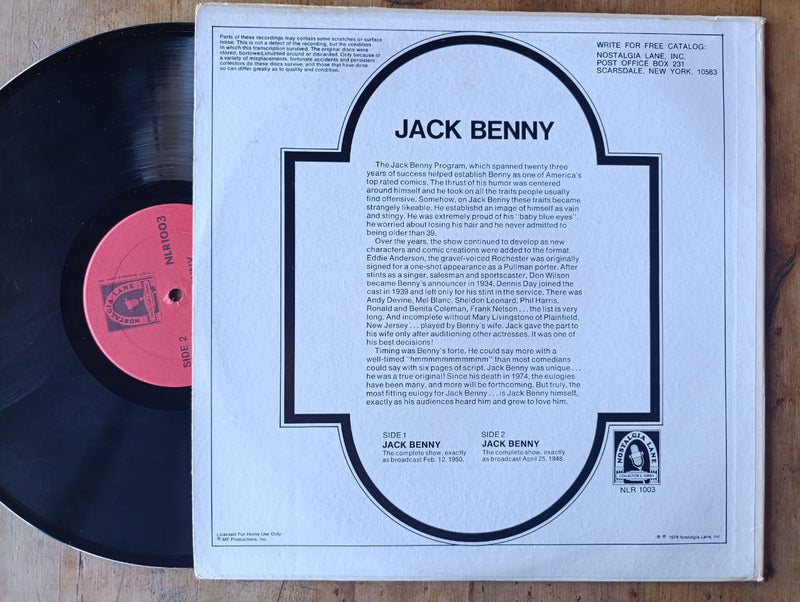 Parts of these recordings may contain some scratches or surface
noise. This is not a defect of the recording, but the condition
in which this transcription survived. The original discs were
stored, borrowed, shuttled around or discarded. Only because of
a variety of misplacements, fortunate accidents and persistent
collectors do these discs survive, and those that have done
so can differ greatly as to quality and condition.
WRITE FOR FREE CATALOG:
NOSTALGIA LANE, INC.
POST OFFICE BOX 231
SCARSDALE, NEW YORK, 10583
JACK BENNY
The Jack Benny Program, which spanned twenty three
years of success helped establish Benny as one of America's
top rated comics. The thrust of his humor was centered
around himself and he took on all the traits people usually
find offensive. Somehow, on Jack Benny these traits became
strangely likeable. He establishd an image of himself as vain
and stingy. He was extremely proud of his "baby blue eyes",
he worried about losing his hair and he never admitted to
being older than 39.
Over the years, the show continued to develop as new
characters and comic creations were added to the format.
Eddie Anderson, the gravel-voiced Rochester was originally
signed for a one-shot appearance as a Pullman porter. After
stints as a singer, salesman and sportscaster, Don Wilson
became Benny's announcer in 1934. Dennis Day joined the
cast in 1939 and left only for his stint in the service. There was
Andy Devine, Mel Blanc, Sheldon Leonard, Phil Harris,
Ronald and Benita Coleman, Frank Nelson... the list is very
long. And incomplete without Mary Livingstone of Plainfield,
New Jersey... played by Benny's wife. Jack gave the part to
his wife only after auditioning other actresses. It was one of
his best decisions!
Timing was Benny's forte. He could say more with a
well-timed "hmmmmmmmmmm" than most comedians
could say with six pages of script. Jack Benny was unique...
he was a true original! Since his death in 1974, the eulogies
have been many, and more will be forthcoming. But truly, the
most fitting eulogy for Jack Benny... is Jack Benny himself,
exactly as his audiences heard him and grew to love him.
SIDE 1
JACK BENNY
The complete show, exactly
as broadcast Feb. 12, 1950.
SIDE 2
JACK BENNY
The complete show, exactly
as broadcast April 25, 1948.
NOSTALGIA LANE
COLLECTOR'S SERIES
NLR 1003
Licensed For Home Use Only
© MF Productions, Inc.
© ℗ 1978 Nostalgia Lane, Inc.
NLR1003
NOSTALGIA LANE
SIDE 2